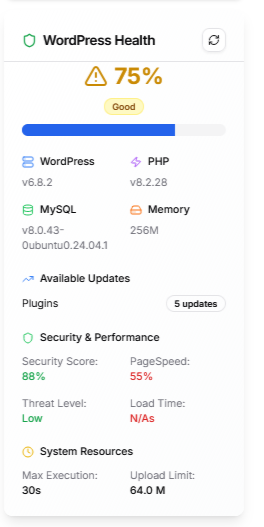 WordPress Health
75%
Good
WordPress
PHP
v6.8.2
v8.2.28
MySQL
Memory
v8.0.43-
0ubuntu0.24.04.1
256M
Available Updates
Plugins
5 updates
Security & Performance
Security Score:
PageSpeed:
88%
55%
Threat Level:
Load Time:
Low
N/As
System Resources
Max Execution:
Upload Limit:
30s
64.0 M